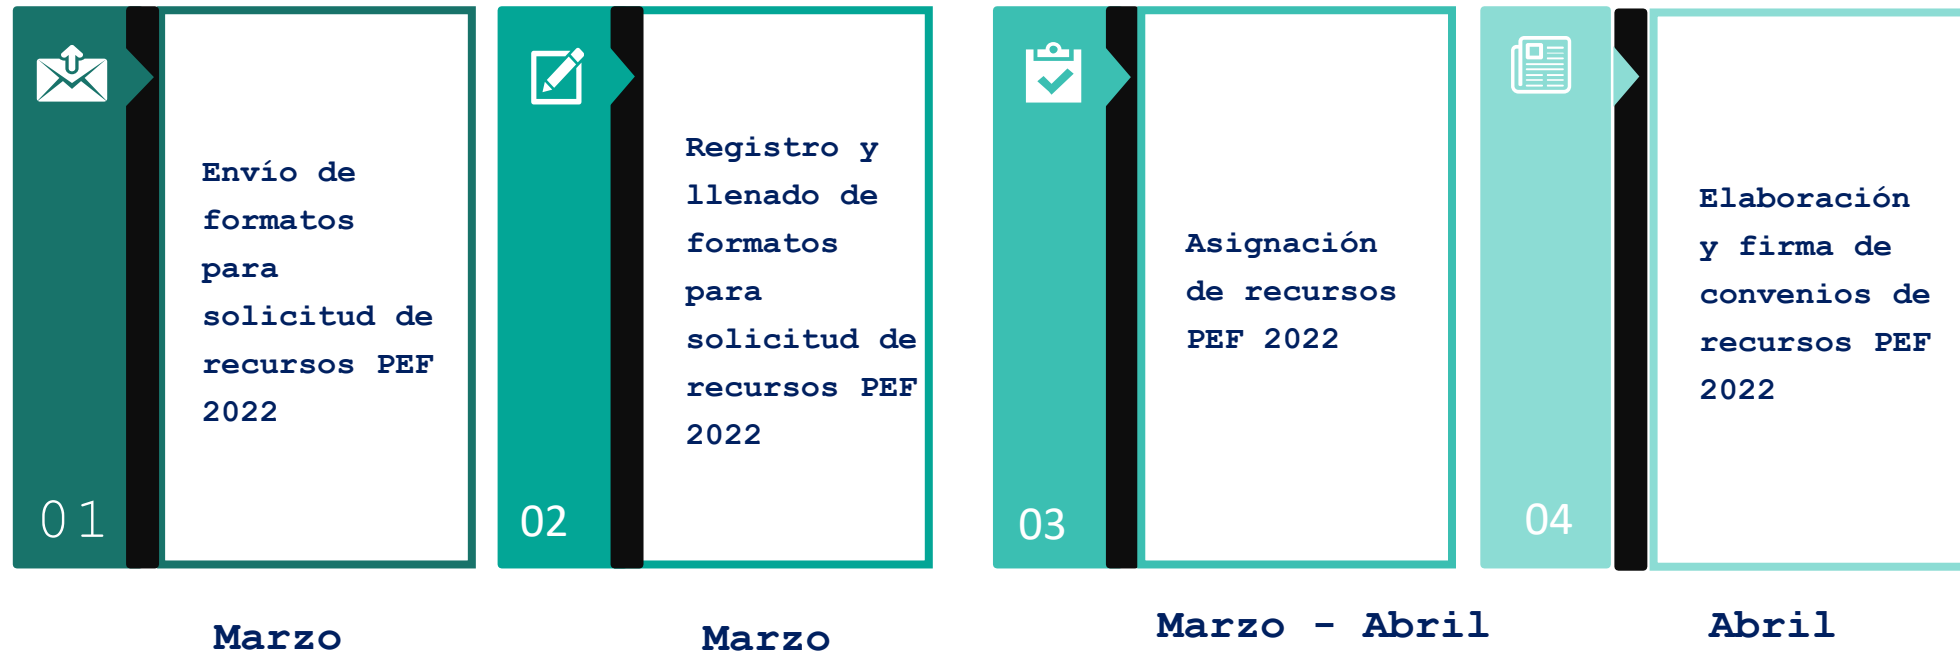 Envío de
formatos
para
solicitud de
recursos PEF
2022
01
Marzo
Registro y
llenado de
formatos
para
solicitud de
recursos PEF
2022
02
Marzo
Asignación
de recursos
PEF 2022
03
Marzo - Abril
Elaboración
y firma de
convenios de
recursos PEF
2022
04
Abril